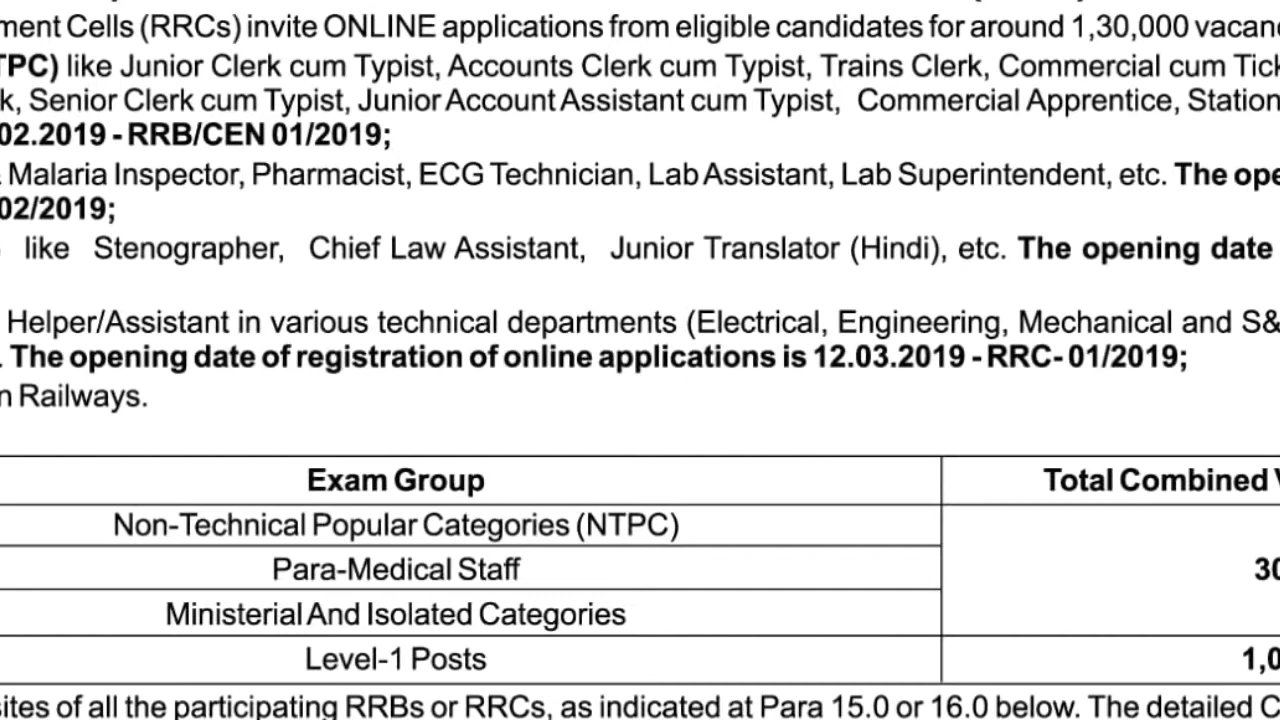 ment Cells (RRCs) invite ONLINE applications from eligible candidates for around 1,30,000 vacanc
TPC) like Junior Clerk cum Typist, Accounts Clerk cum Typist, Trains Clerk, Commercial cum Tick
k, Senior Clerk cum Typist, Junior Account Assistant cum Typist, Commercial Apprentice, Station
02.2019 - RRB/CEN 01/2019;
Malaria Inspector, Pharmacist, ECG Technician, Lab Assistant, Lab Superintendent, etc. The ope
02/2019;
like Stenographer, Chief Law Assistant, Junior Translator (Hindi), etc. The opening date
Helper/Assistant in various technical departments (Electrical, Engineering, Mechanical and S&
. The opening date of registration of online applications is 12.03.2019 - RRC- 01/2019;
n Railways.
Exam Group Total Combined V
Non-Technical Popular Categories (NTPC)
Para-Medical Staff 30
Ministerial And Isolated Categories
Level-1 Posts 1,0
sites of all the participating RRBs or RRCs, as indicated at Para 15.0 or 16.0 below. The detailed C